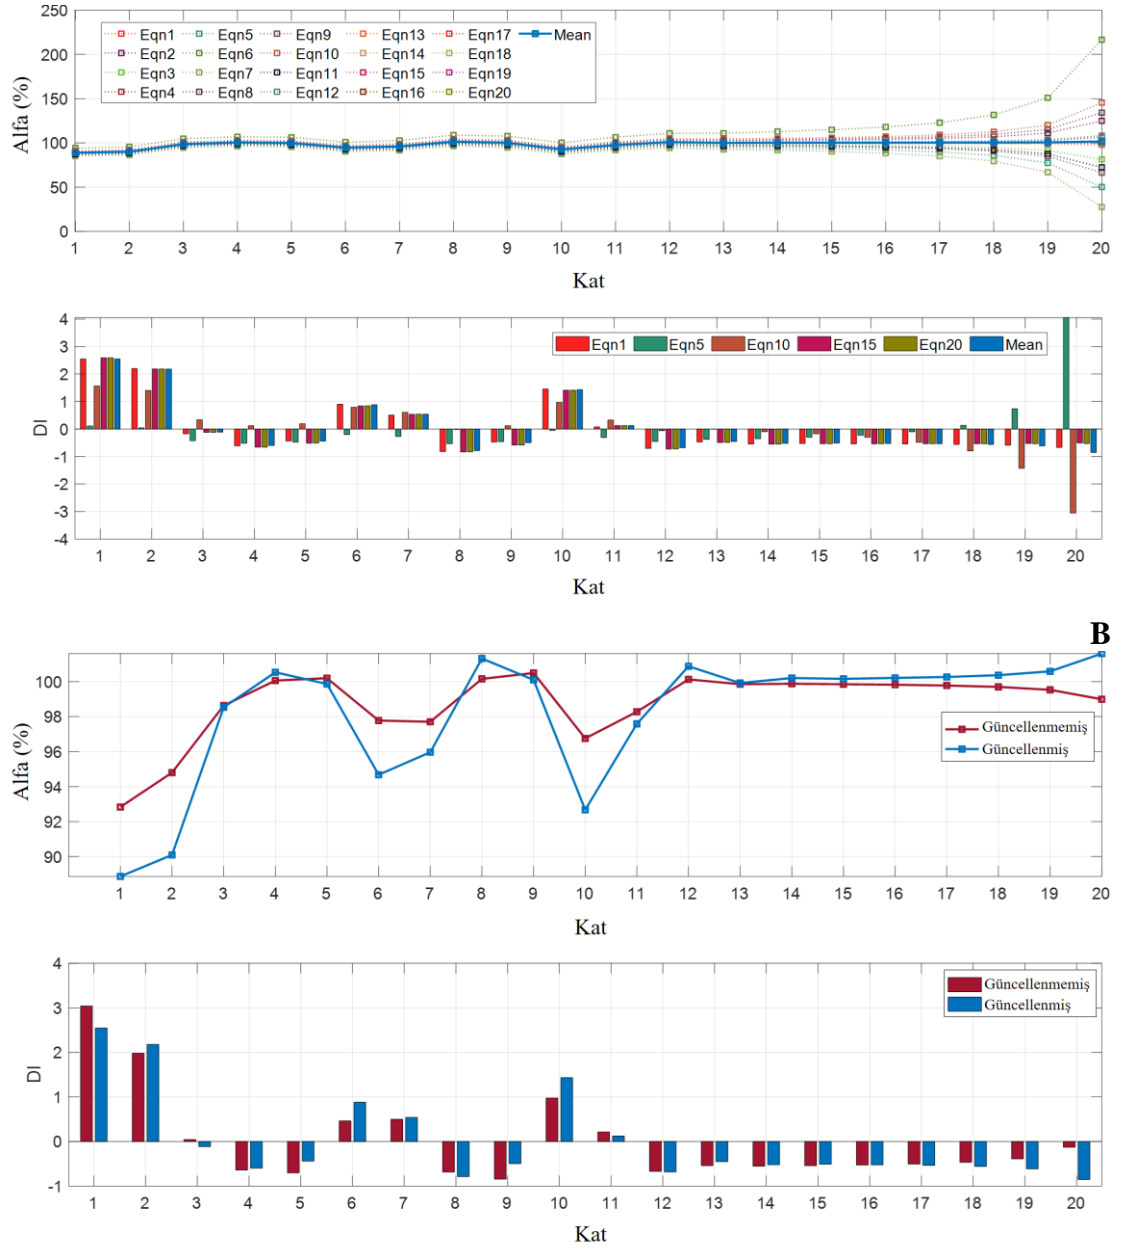 250
200
150
100
50
0
Alfa (%)
Eqn1 Eqn5 Eqn9 Eqn13 Eqn17 Mean
Eqn2 Eqn6 Eqn10 Eqn14 Eqn18
Eqn3 Eqn7 Eqn11 Eqn15 Eqn19
Eqn4 Eqn8 Eqn12 Eqn16 Eqn20
1 2 3 4 5 6 7 8 9 10 11 12 13 14 15 16 17 18 19 20
Kat
4
3
2
1
0
-1
-2
-3
-4
DI
Eqn1 Eqn5 Eqn10 Eqn15 Eqn20 Mean
1 2 3 4 5 6 7 8 9 10 11 12 13 14 15 16 17 18 19 20
Kat
B
100
98
96
94
92
90
Alfa (%)
Güncellenmemiş
Güncellenmiş
1 2 3 4 5 6 7 8 9 10 11 12 13 14 15 16 17 18 19 20
Kat
4
3
2
1
0
-1
DI
Güncellenmemiş
Güncellenmiş
1 2 3 4 5 6 7 8 9 10 11 12 13 14 15 16 17 18 19 20
Kat